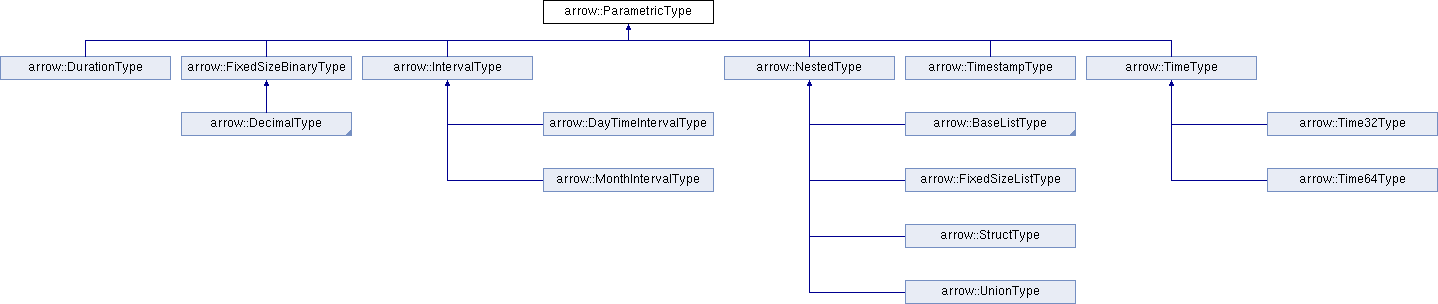 arrow::ParametricType
arrow::DurationType
arrow::FixedSizeBinaryType
arrow::IntervalType
arrow::NestedType
arrow::TimestampType
arrow::TimeType
arrow::DecimalType
arrow::DayTimeIntervalType
arrow::BaseListType
arrow::Time32Type
arrow::MonthIntervalType
arrow::FixedSizeListType
arrow::Time64Type
arrow::StructType
arrow::UnionType